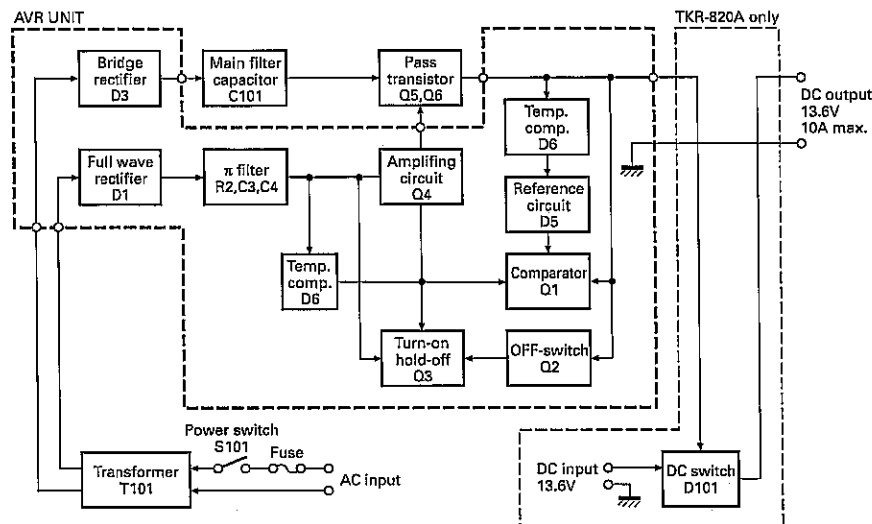 AVR UNIT
TKR-820A only
Bridge
rectifier
D3
Main filter
capacitor
C101
Pass
transistor
Q5,Q6
DC output
13.6V
10A max.
Temp.
comp.
D6
Full wave
rectifier
D1
π filter
R2,C3,C4
Amplifing
circuit
Q4
Reference
circuit
D5
Temp.
comp.
D6
Comparator
Q1
Turn-on
hold-off
Q3
OFF-switch
Q2
Power switch
S101
Fuse
Transformer
T101
AC input
DC input
13.6V
DC switch
D101